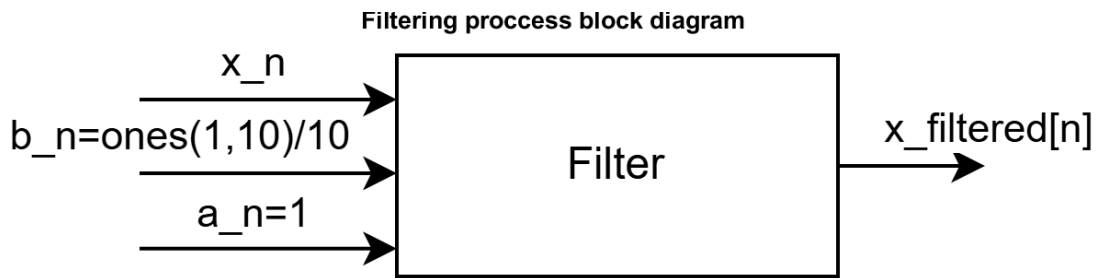 Filtering proccess block diagram
x_n
b_n=ones(1,10)/10
a_n=1
Filter
x_filtered[n]